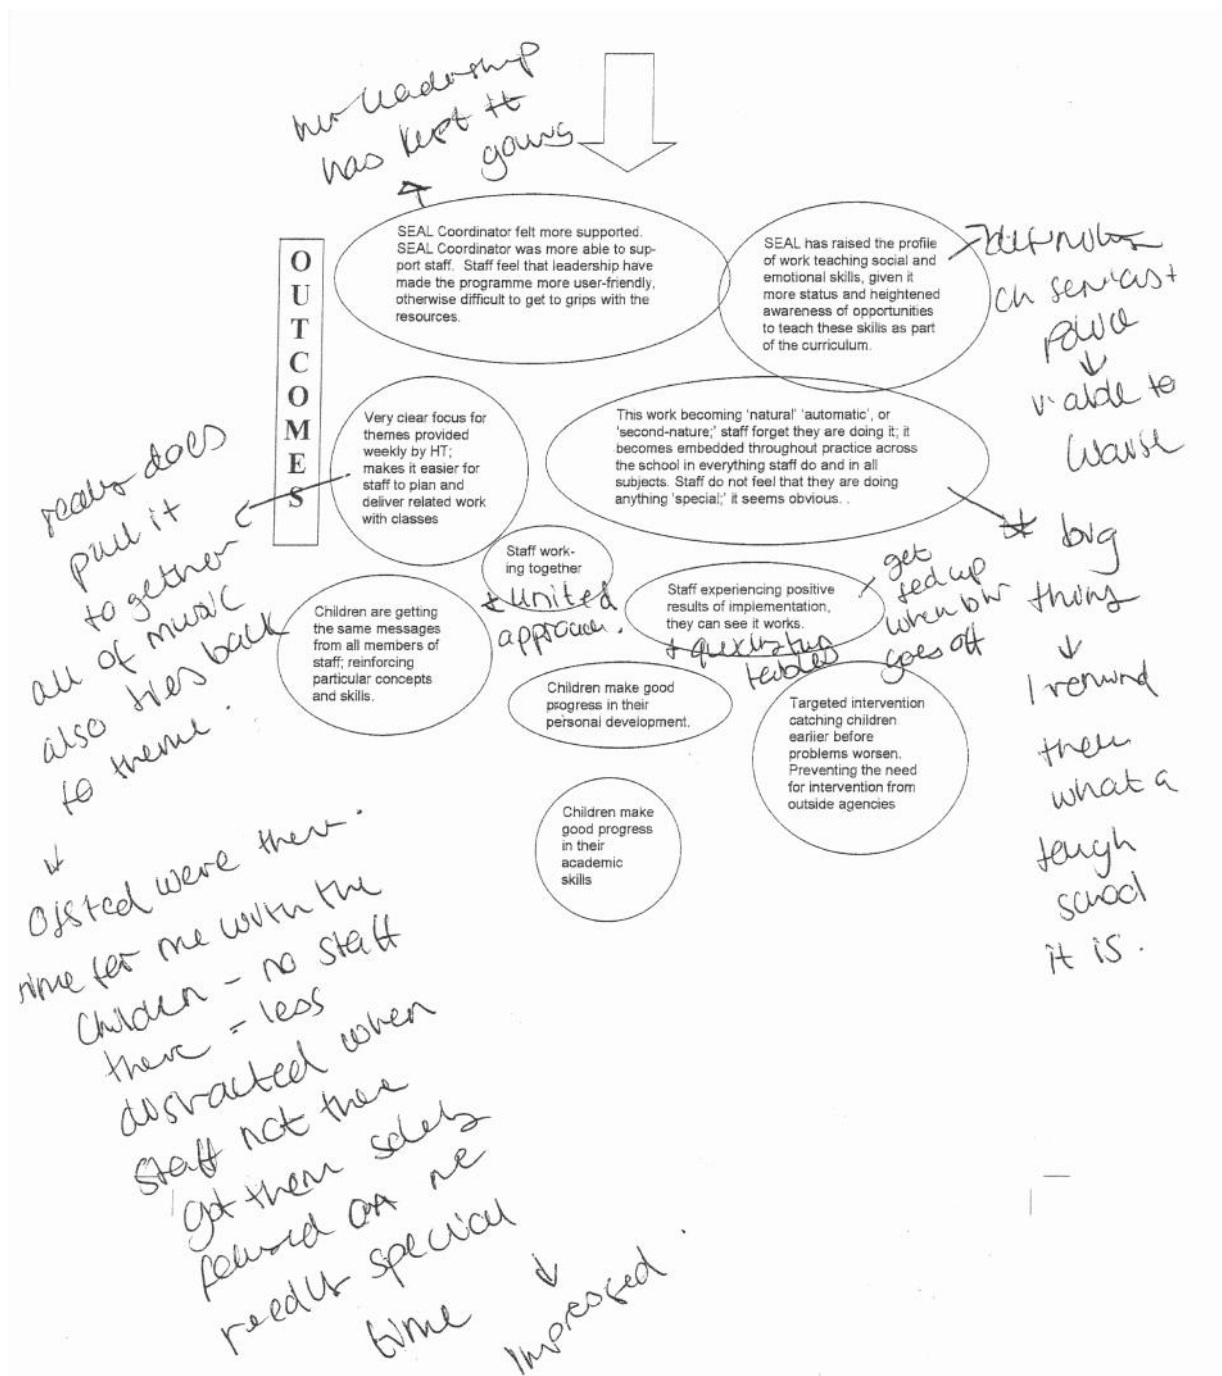 her leadership
has kept it
going
OUTCOMES
SEAL Coordinator felt more supported.
SEAL Coordinator was more able to sup-
port staff. Staff feel that leadership have
made the programme more user-friendly,
otherwise difficult to get to grips with the
resources.
SEAL has raised the profile
of work teaching social and
emotional skills, given it
more status and heightened
awareness of opportunities
to teach these skills as part
of the curriculum.
definitely
ch services +
police
↓
v. able to
Very clear focus for
themes provided
weekly by HT;
makes it easier for
staff to plan and
deliver related work
with classes
This work becoming 'natural' 'automatic', or
'second-nature;' staff forget they are doing it; it
becomes embedded throughout practice across
the school in everything staff do and in all
subjects. Staff do not feel that they are doing
anything 'special;' it seems obvious. .
really does
pull it
together
all of music
also ties back
to theme.
Staff work-
ing together
+ united
approach.
Staff experiencing positive
results of implementation,
they can see it works.
+
get
fed up
when
goes off
big
thing
↓
I remind
them
what a
tough
school
it is.
Children are getting
the same messages
from all members of
staff; reinforcing
particular concepts
and skills.
Children make good
progress in their
personal development.
Targeted intervention
catching children
earlier before
problems worsen.
Preventing the need
for intervention from
outside agencies
Children make
good progress
in their
academic
skills
↓
Ofsted were there.
time for me with the
children - no staff
there = less
distracted when
staff not there
got them solely
focused on me
really special
time
↓
impressed.